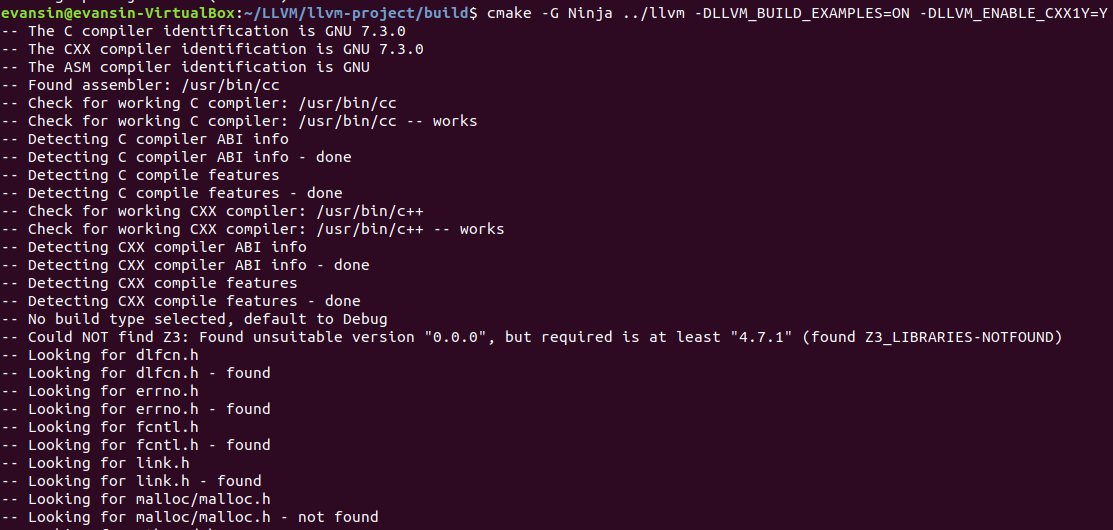 evansin@evansin-VirtualBox:~/LLVM/llvm-project/build$ cmake -G Ninja ../llvm -DLLVM_BUILD_EXAMPLES=ON -DLLVM_ENABLE_CXX1Y=Y
-- The C compiler identification is GNU 7.3.0
-- The CXX compiler identification is GNU 7.3.0
-- The ASM compiler identification is GNU
-- Found assembler: /usr/bin/cc
-- Check for working C compiler: /usr/bin/cc
-- Check for working C compiler: /usr/bin/cc -- works
-- Detecting C compiler ABI info
-- Detecting C compiler ABI info - done
-- Detecting C compile features
-- Detecting C compile features - done
-- Check for working CXX compiler: /usr/bin/c++
-- Check for working CXX compiler: /usr/bin/c++ -- works
-- Detecting CXX compiler ABI info
-- Detecting CXX compiler ABI info - done
-- Detecting CXX compile features
-- Detecting CXX compile features - done
-- No build type selected, default to Debug
-- Could NOT find Z3: Found unsuitable version "0.0.0", but required is at least "4.7.1" (found Z3_LIBRARIES-NOTFOUND)
-- Looking for dlfcn.h
-- Looking for dlfcn.h - found
-- Looking for errno.h
-- Looking for errno.h - found
-- Looking for fcntl.h
-- Looking for fcntl.h - found
-- Looking for link.h
-- Looking for link.h - found
-- Looking for malloc/malloc.h
-- Looking for malloc/malloc.h - not found